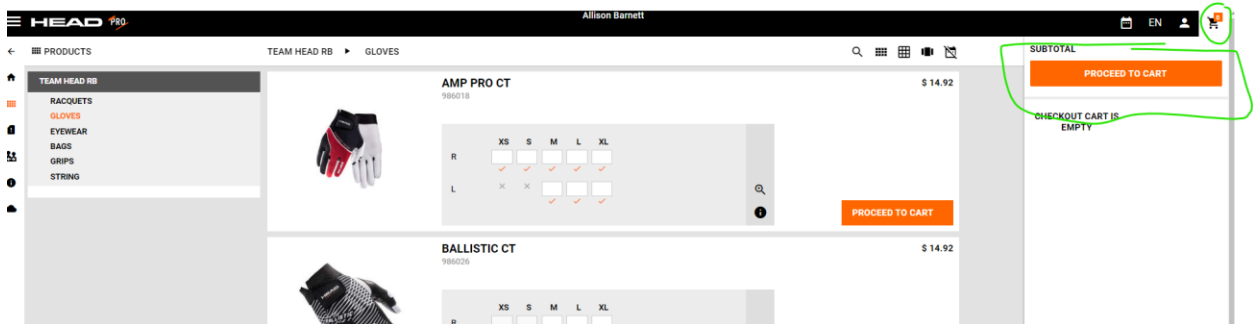 Allison Barnett
HEAD PRO
EN
PRODUCTS
TEAM HEAD RB
GLOVES
SUBTOTAL
PROCEED TO CART
CHECKOUT CART IS
EMPTY
TEAM HEAD RB
RACQUETS
GLOVES
EYEWEAR
BAGS
GRIPS
STRING
AMP PRO CT
$ 14.92
986018
XS S M L XL
R
L
PROCEED TO CART
BALLISTIC CT
$ 14.92
986026
XS S M L XL
R